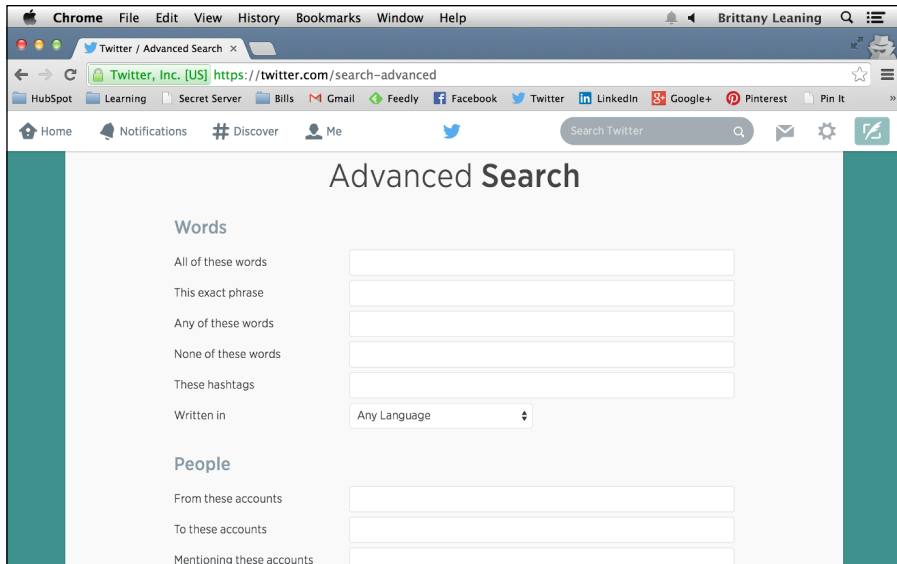 Chrome File Edit View History Bookmarks Window Help Brittany Leaning
Twitter / Advanced Search ×
Twitter, Inc. [US] https://twitter.com/search-advanced
HubSpot Learning Secret Server Bills Gmail Feedly Facebook Twitter LinkedIn Google+ Pinterest Pin It »
Home Notifications Discover Me Search Twitter
Advanced Search
Words
All of these words
This exact phrase
Any of these words
None of these words
These hashtags
Written in Any Language
People
From these accounts
To these accounts
Mentioning these accounts